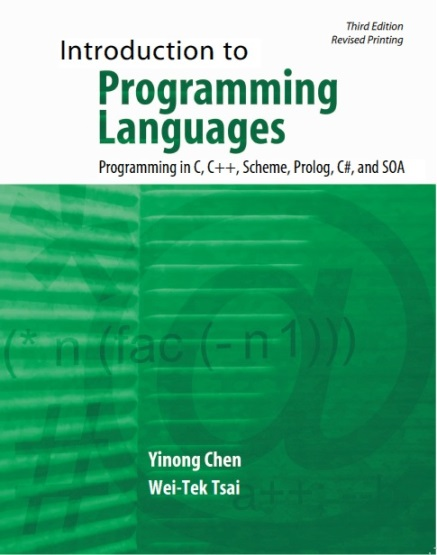 Third Edition
Revised Printing
Introduction to
Programming
Languages
Programming in C, C++, Scheme, Prolog, C#, and SOA
(* n (fac (- n1)))
@
#
Yinong Chen
Wei-Tek Tsai
a++;